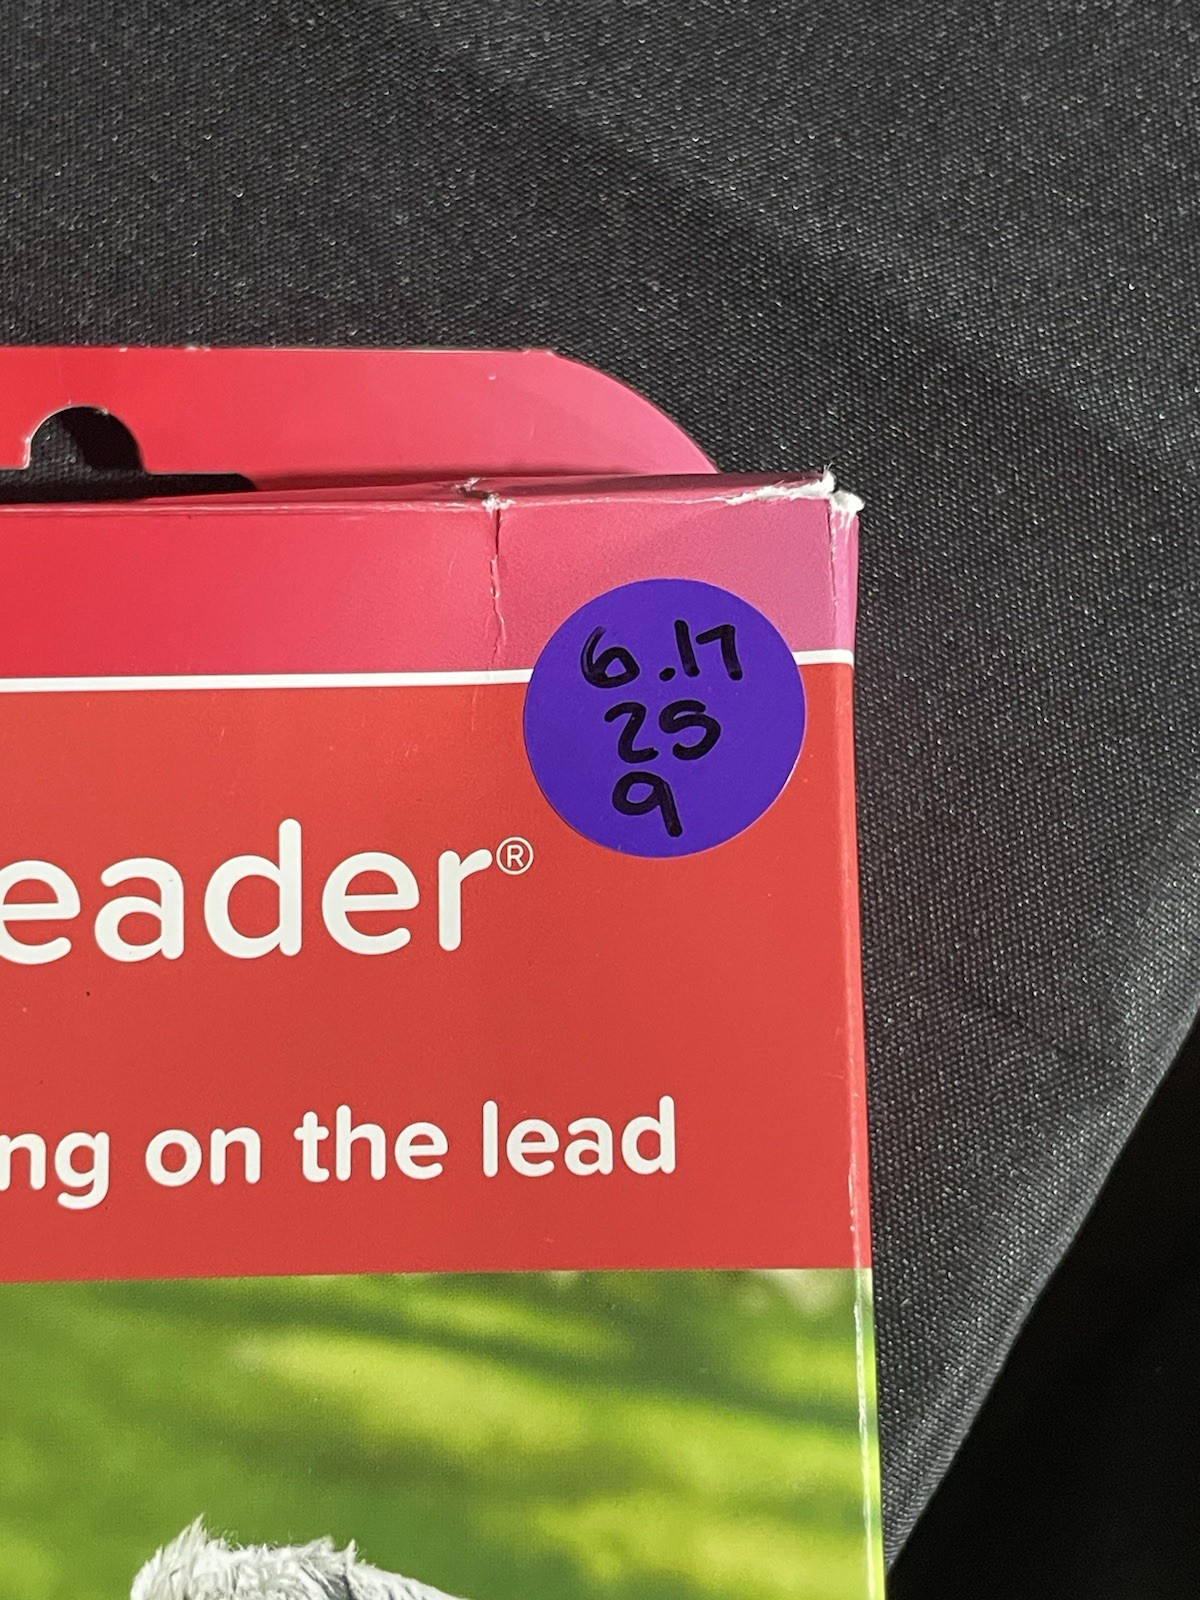 6.17
25
9
eader®
ng on the lead